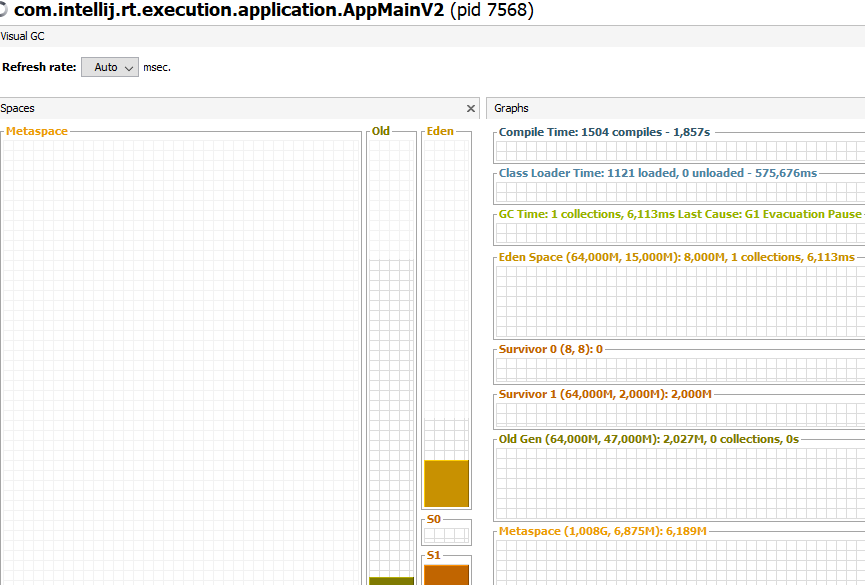 com.intellij.rt.execution.application.AppMainV2 (pid 7568)
Visual GC
Refresh rate: Auto msec.
Spaces
Metaspace
Old
Eden
S0
S1
Graphs
Compile Time: 1504 compiles - 1,857s
Class Loader Time: 1121 loaded, 0 unloaded - 575,676ms
GC Time: 1 collections, 6,113ms Last Cause: G1 Evacuation Pause
Eden Space (64,000M, 15,000M): 8,000M, 1 collections, 6,113ms
Survivor 0 (8, 8): 0
Survivor 1 (64,000M, 2,000M): 2,000M
Old Gen (64,000M, 47,000M): 2,027M, 0 collections, 0s
Metaspace (1,008G, 6,875M): 6,189M